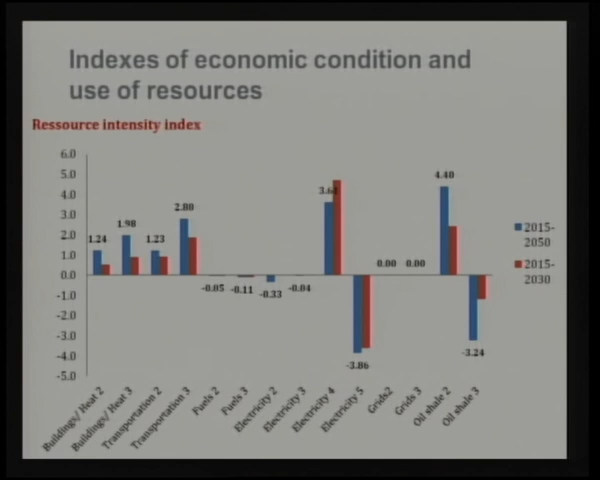 Indexes of economic condition and
use of resources
Ressource intensity index
6.0
5.0
4.0
3.0
2.0
1.0
0.0
-1.0
-2.0
-3.0
-4.0
-5.0
1.24
1.98
1.23
2.80
-0.05
-0.11
-0.33
-0.04
-3.86
0.00
0.00
4.40
-3.24
2015-
2050
2015-
2030
Buildings/ Heat 2
Buildings/ Heat 3
Transportation 2
Transportation 3
Fuels 2
Fuels 3
Electricity 2
Electricity 3
Electricity 4
Electricity 5
Grids2
Grids 3
Oil shale 2
Oil shale 3